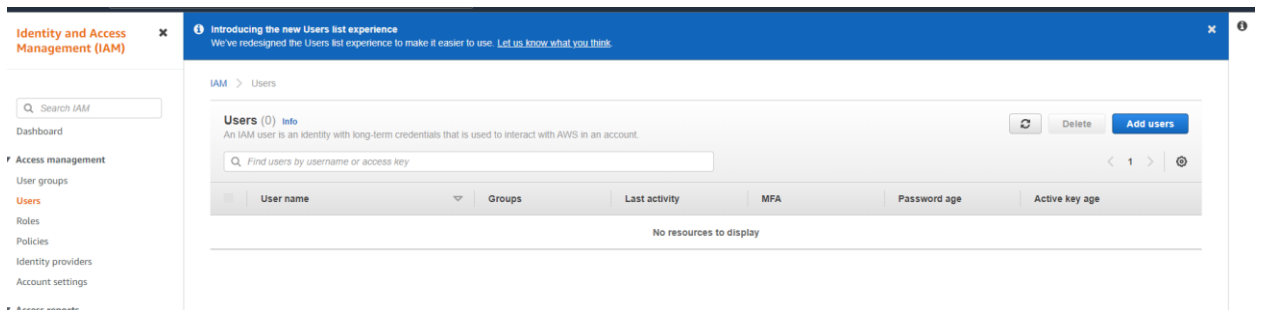 Identity and Access
Management (IAM)
Search IAM
Dashboard
Access management
User groups
Users
Roles
Policies
Identity providers
Account settings
Access reports
Introducing the new Users list experience
We've redesigned the Users list experience to make it easier to use. Let us know what you think.
IAM > Users
Users (0) Info
An IAM user is an identity with long-term credentials that is used to interact with AWS in an account.
Delete
Add users
Find users by username or access key
1
User name Groups Last activity MFA Password age Active key age
No resources to display